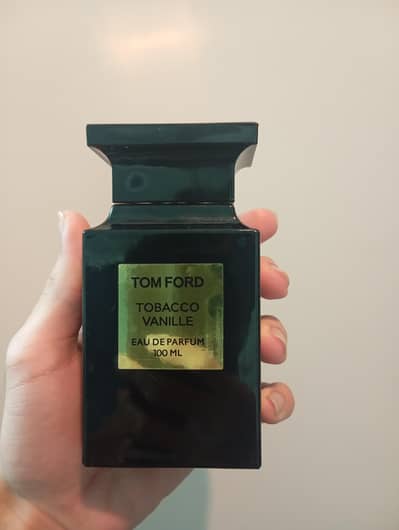 TOM FORD
TOBACCO
VANILLE
EAU DE PARFUM
100 ML